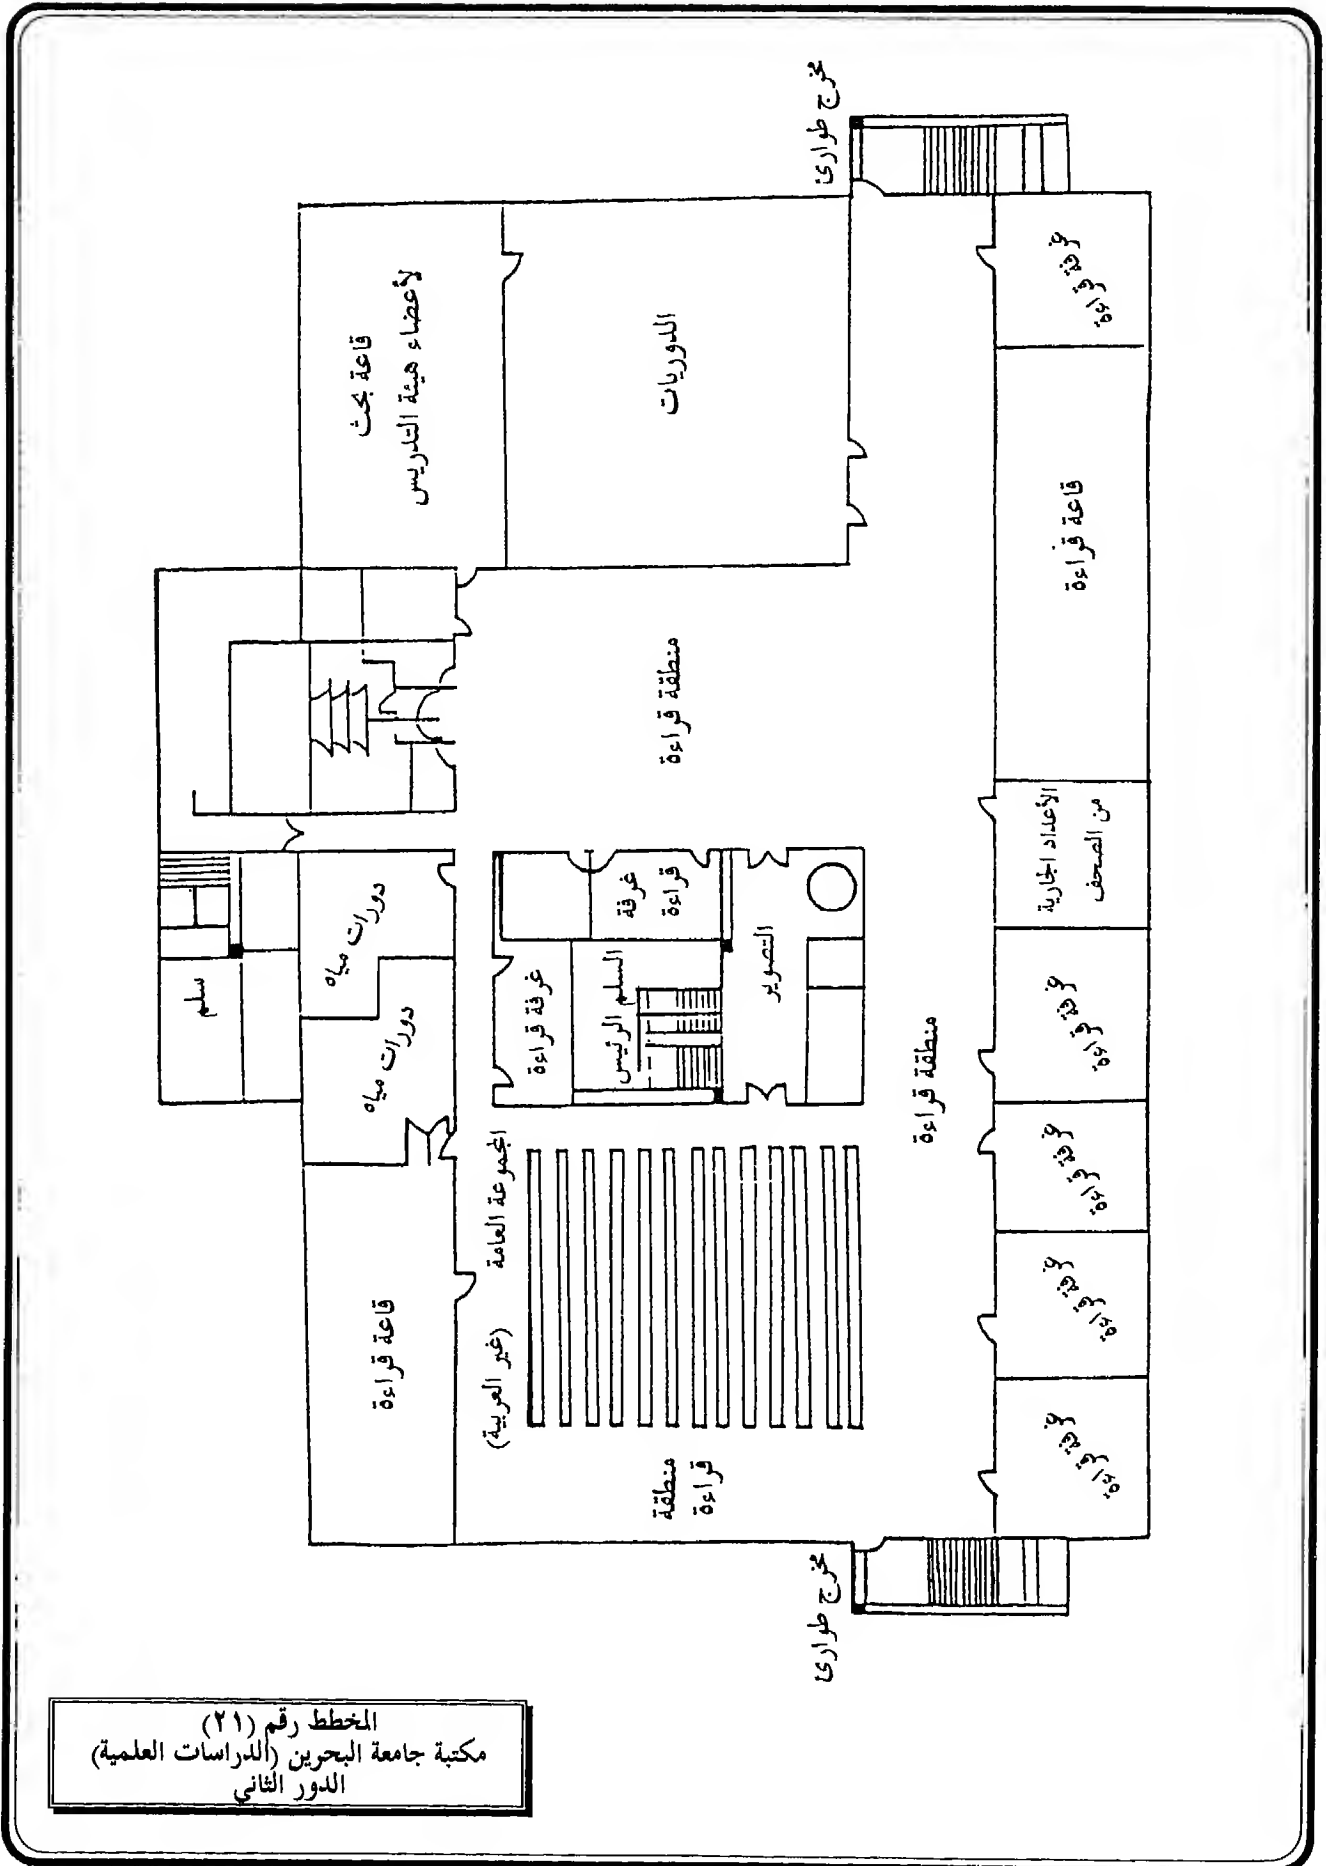 مخرج طوارئ
قاعة بحث
لأعضاء هيئة التدريس
الدوريات
غرفة قراءة
قاعة قراءة
منطقة قراءة
الأعداد الجارية
من الصحف
غرفة
قراءة
دورات مياه
سلم
دورات مياه
غرفة قراءة
السلم الرئيس
التصوير
منطقة قراءة
غرفة قراءة
غرفة قراءة
غرفة قراءة
غرفة قراءة
المجموعة العامة
(غير العربية)
قاعة قراءة
منطقة
قراءة
مخرج طوارئ
المخطط رقم (٢١)
مكتبة جامعة البحرين (الدراسات العلمية)
الدور الثاني